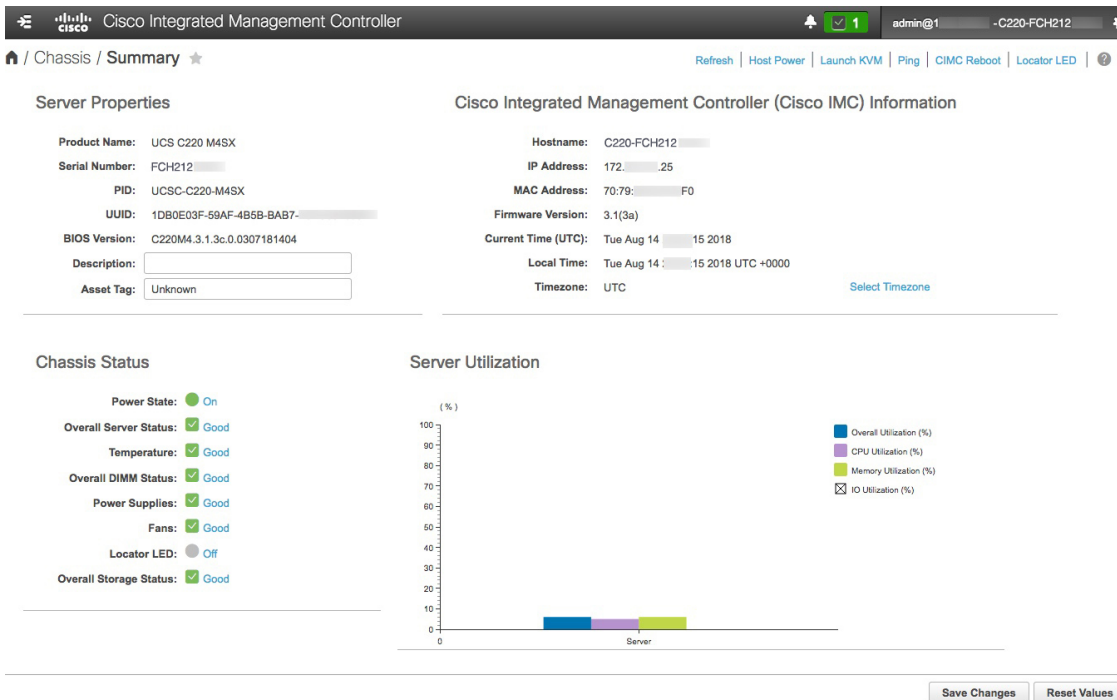 cisco Cisco Integrated Management Controller 1 admin@1 -C220-FCH212
/ Chassis / Summary Refresh | Host Power | Launch KVM | Ping | CIMC Reboot | Locator LED | ?
Server Properties
Product Name: UCS C220 M4SX
Serial Number: FCH212
PID: UCSC-C220-M4SX
UUID: 1DB0E03F-59AF-4B5B-BAB7-
BIOS Version: C220M4.3.1.3c.0.0307181404
Description:
Asset Tag: Unknown
Cisco Integrated Management Controller (Cisco IMC) Information
Hostname: C220-FCH212
IP Address: 172. .25
MAC Address: 70:79: F0
Firmware Version: 3.1(3a)
Current Time (UTC): Tue Aug 14 15 2018
Local Time: Tue Aug 14 :15 2018 UTC +0000
Timezone: UTC Select Timezone
Chassis Status
Power State: On
Overall Server Status: Good
Temperature: Good
Overall DIMM Status: Good
Power Supplies: Good
Fans: Good
Locator LED: Off
Overall Storage Status: Good
Server Utilization
( % )
100
90
80
70
60
50
40
30
20
10
0
0 Server
Overall Utilization (%)
CPU Utilization (%)
Memory Utilization (%)
IO Utilization (%)
Save Changes Reset Values